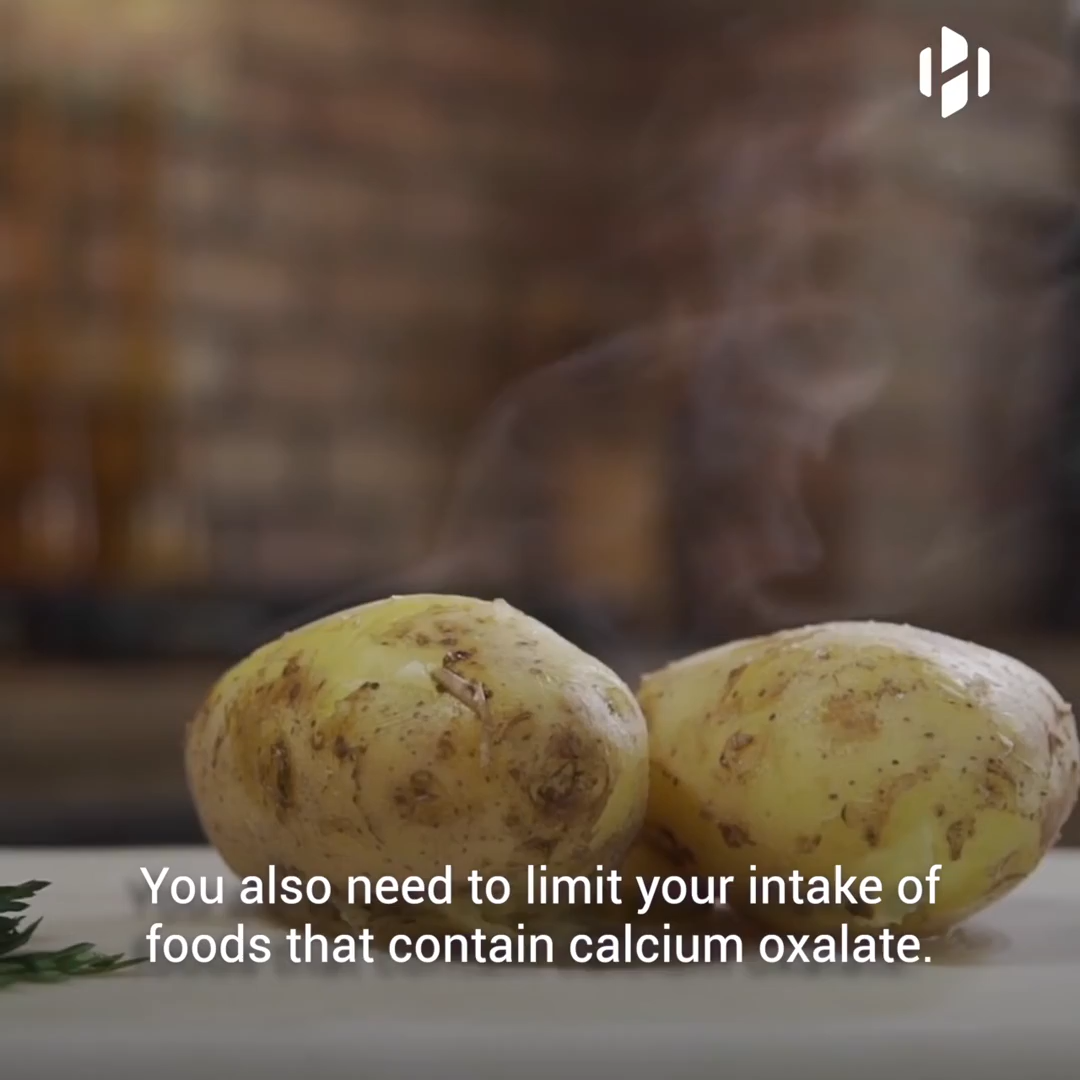 You also need to limit your intake of
foods that contain calcium oxalate.